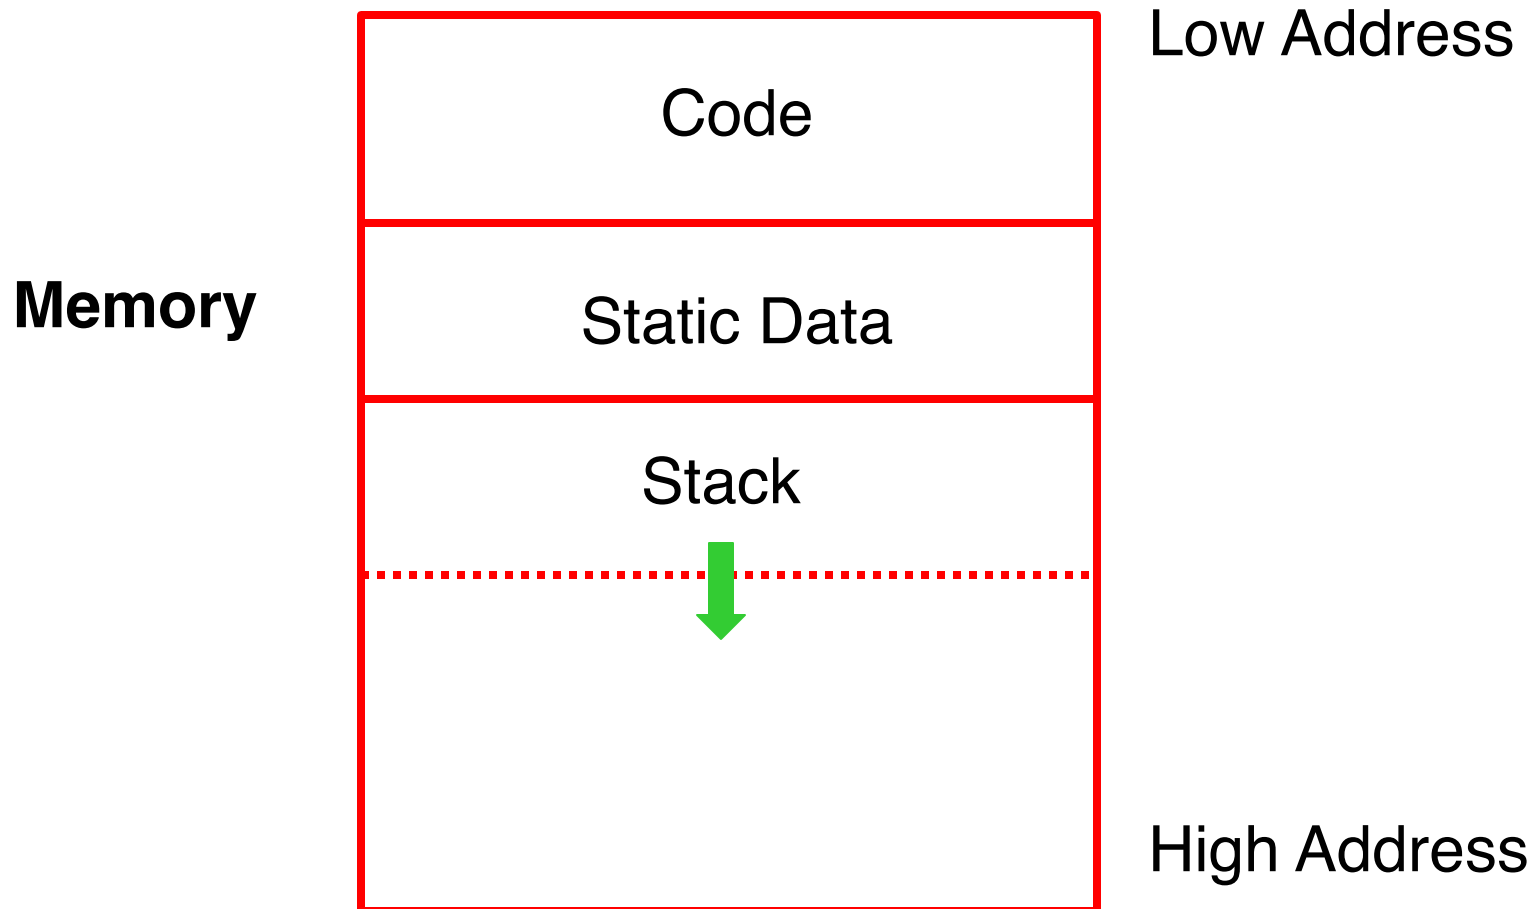 Low Address
Code
Memory
Static Data
Stack
High Address